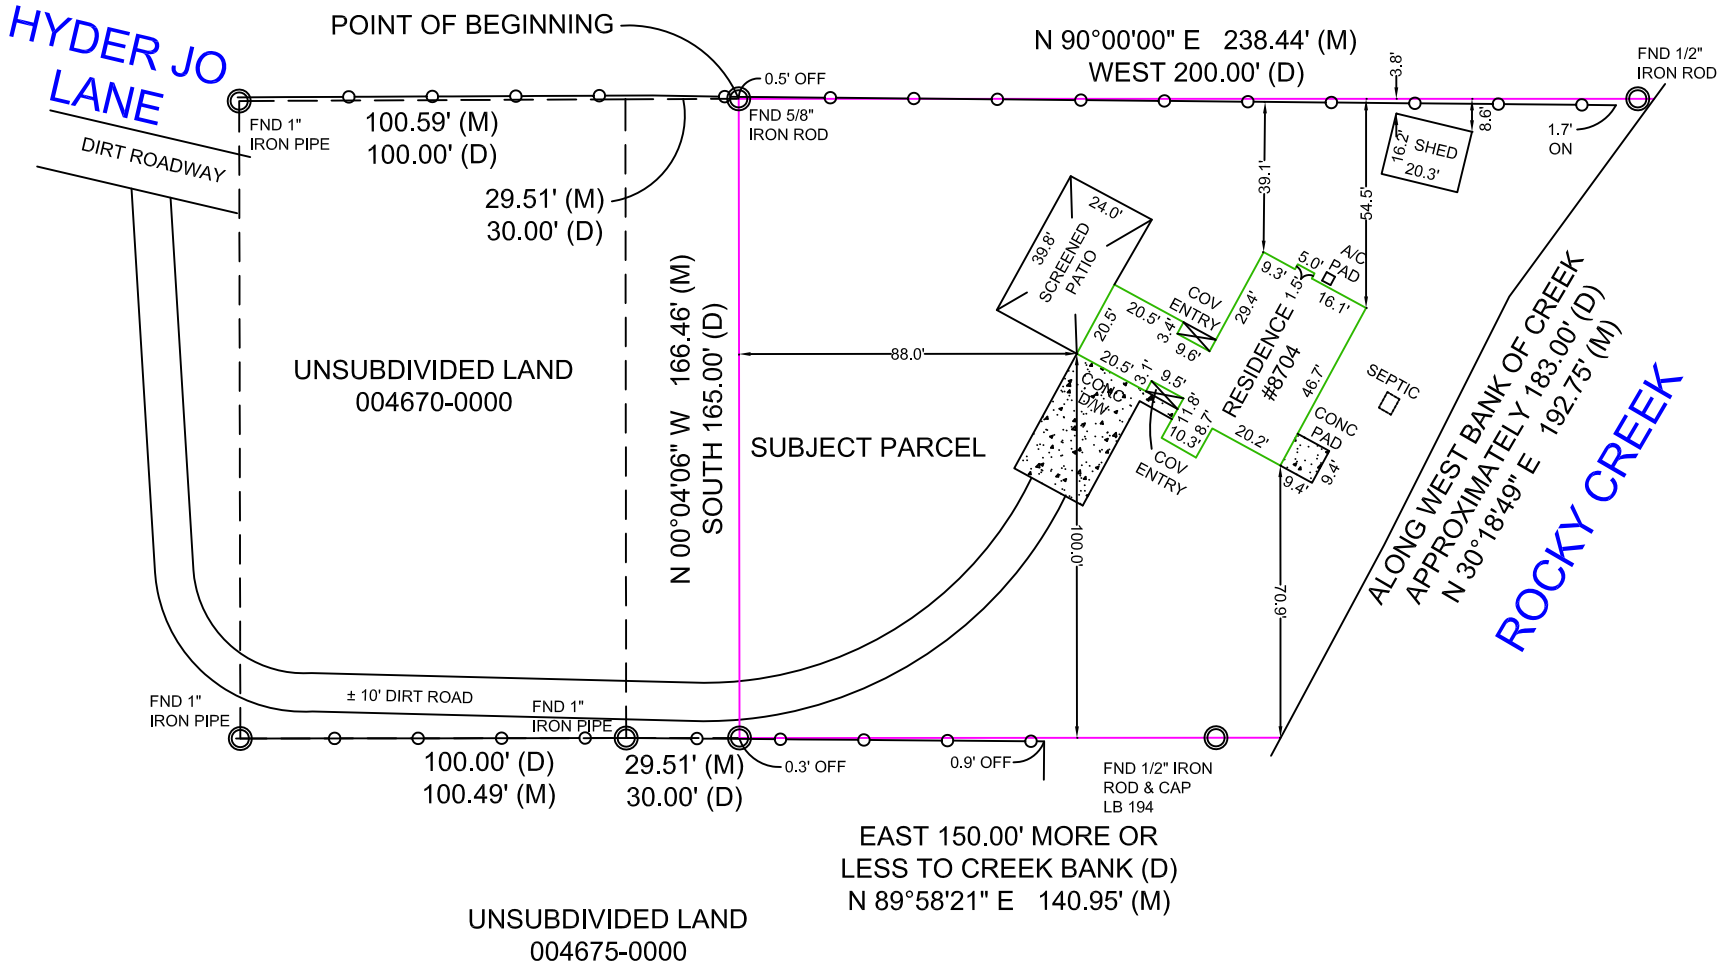 HYDER JO
LANE
DIRT ROADWAY
POINT OF BEGINNING
0.5' OFF
N 90°00'00" E 238.44' (M)
WEST 200.00' (D)
FND 1/2"
IRON ROD
FND 1"
IRON PIPE
100.59' (M)
100.00' (D)
FND 5/8"
IRON ROD
29.51' (M)
30.00' (D)
3.8'
8.6'
1.7'
ON
16.2'
SHED
20.3'
39.1'
54.5'
24.0'
39.8'
SCREENED
PATIO
A/C
PAD
5.0'
9.3'
1.5'
16.1'
COV
ENTRY
20.5'
3.4'
9.6'
29.4'
20.5'
RESIDENCE
#8704
46.7'
SEPTIC
88.0'
20.5'
3.1'
9.5'
CONC
D/W
11.8'
8.7'
10.3'
20.2'
COV
ENTRY
CONC
PAD
9.4'
9.4'
N 00°04'06" W 166.46' (M)
SOUTH 165.00' (D)
UNSUBDIVIDED LAND
004670-0000
SUBJECT PARCEL
ALONG WEST BANK OF CREEK
APPROXIMATELY 183.00' (D)
N 30°18'49" E 192.75' (M)
ROCKY CREEK
100.0'
70.9'
± 10' DIRT ROAD
FND 1"
IRON PIPE
FND 1"
IRON PIPE
100.00' (D)
100.49' (M)
29.51' (M)
30.00' (D)
0.3' OFF
0.9' OFF
FND 1/2" IRON
ROD & CAP
LB 194
EAST 150.00' MORE OR
LESS TO CREEK BANK (D)
N 89°58'21" E 140.95' (M)
UNSUBDIVIDED LAND
004675-0000